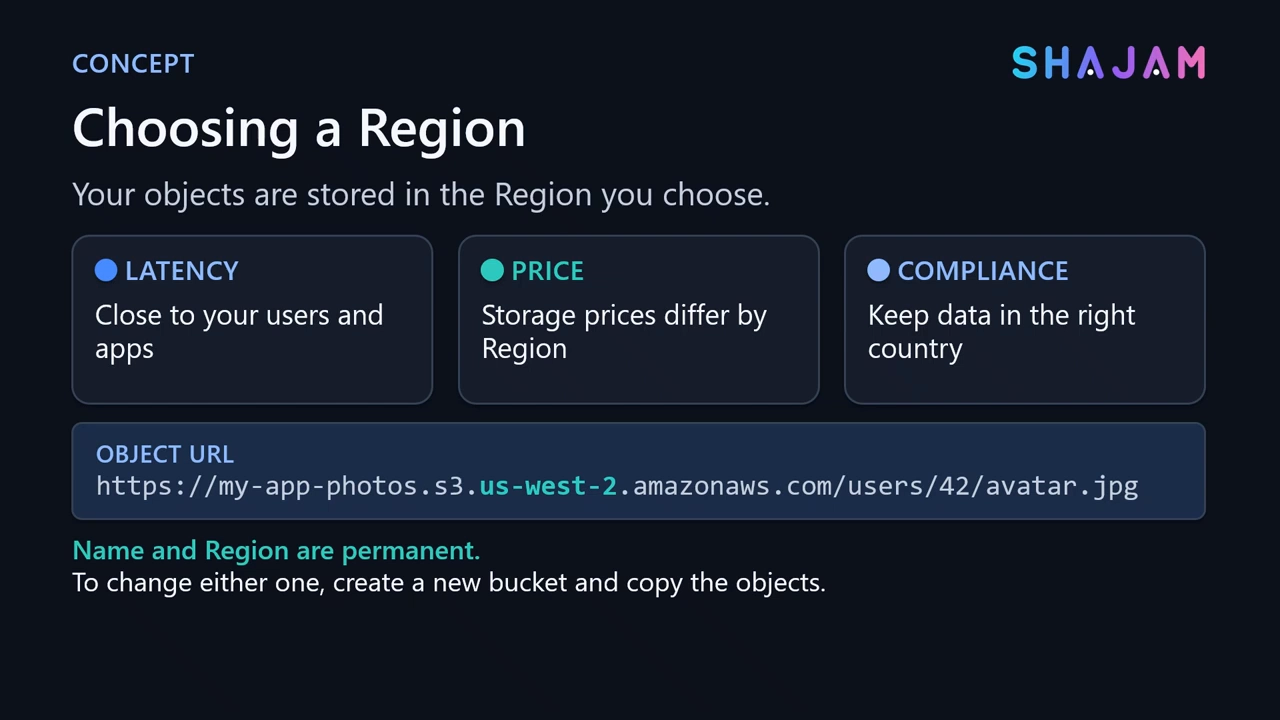 CONCEPT
SHAJAM
Choosing a Region
Your objects are stored in the Region you choose.
LATENCY
Close to your users and
apps
PRICE
Storage prices differ by
Region
COMPLIANCE
Keep data in the right
country
OBJECT URL
https://my-app-photos.s3.us-west-2.amazonaws.com/users/42/avatar.jpg
Name and Region are permanent.
To change either one, create a new bucket and copy the objects.